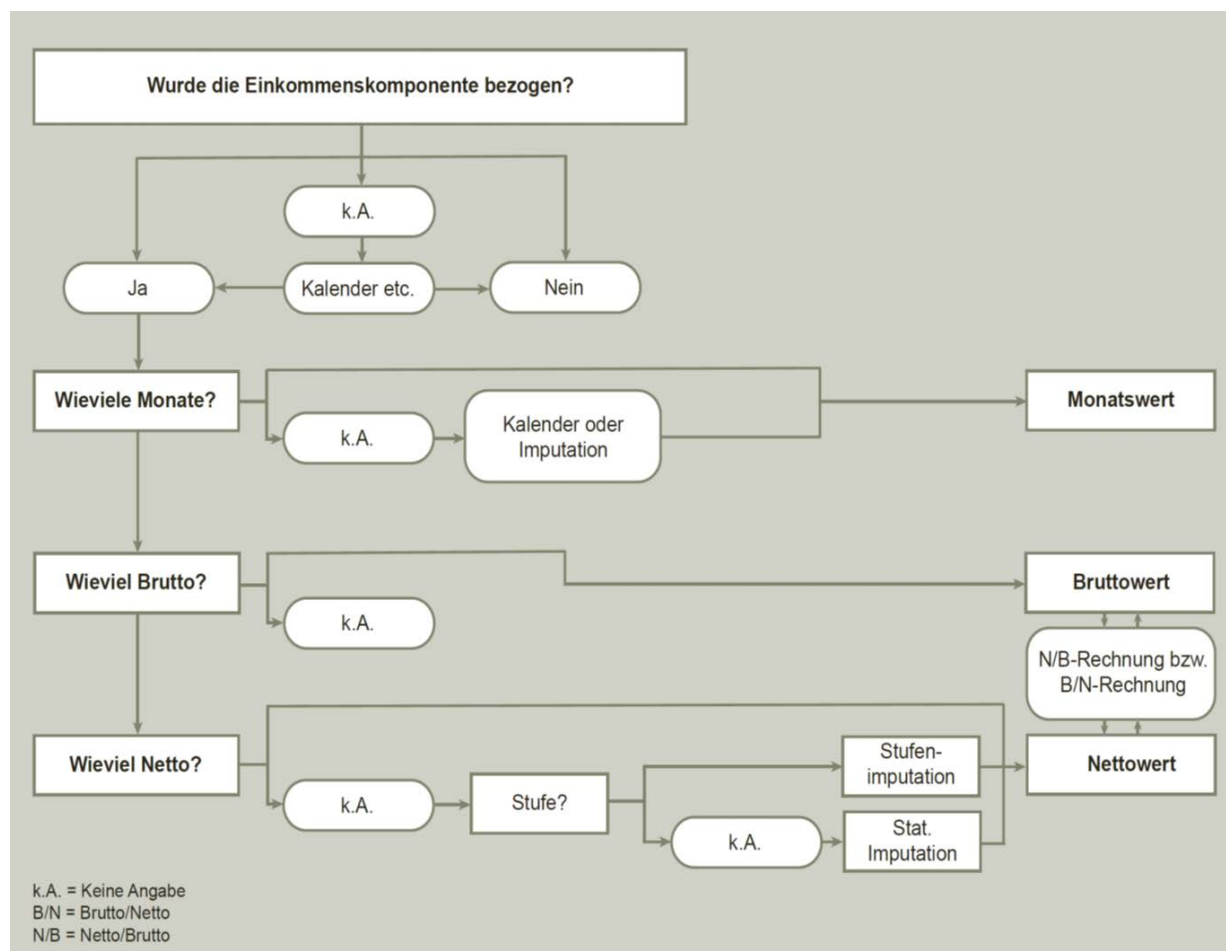 Wurde die Einkommenskomponente bezogen?
k.A.
Ja
Kalender etc.
Nein
Wieviele Monate?
k.A.
Kalender oder
Imputation
Monatswert
Wieviel Brutto?
k.A.
Bruttowert
N/B-Rechnung bzw.
B/N-Rechnung
Wieviel Netto?
k.A.
Stufe?
Stufen-
imputation
k.A.
Stat.
Imputation
Nettowert
k.A. = Keine Angabe
B/N = Brutto/Netto
N/B = Netto/Brutto